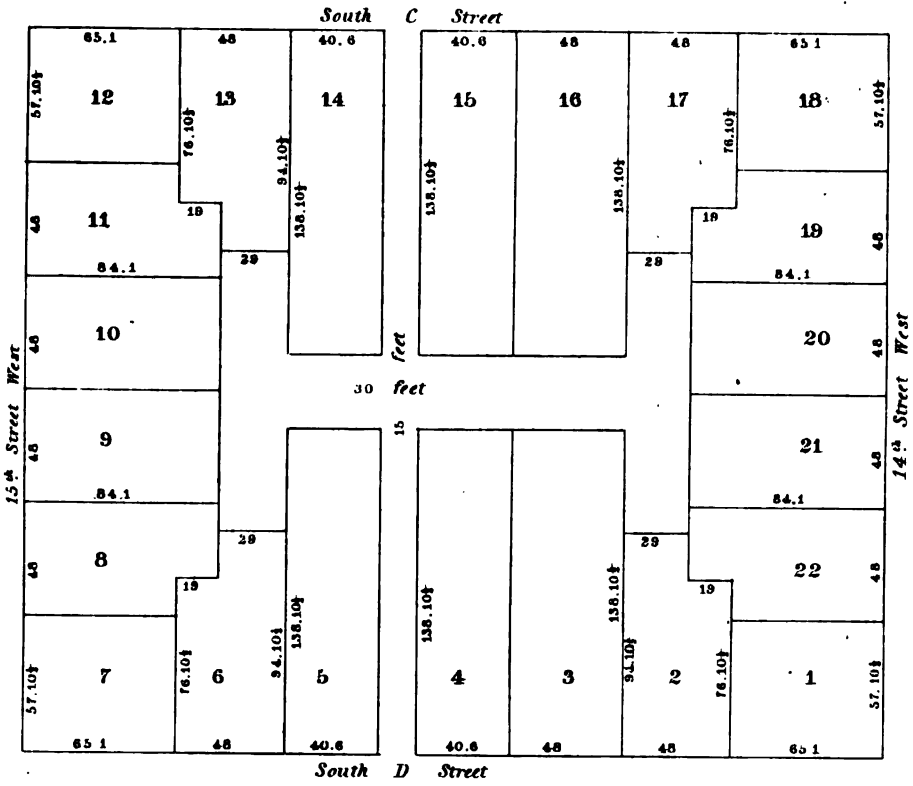 South C Street
65.1 48 40.6 40.6 48 48 65 1
57.10½ 12 13 14 15 16 17 18 57.10½
76.10½ 94.10½ 138.10½ 138.10½ 138.10½ 76.10½
48 11 19 29 29 19 19 48
84.1 84.1
48 10 20 48
15th Street West 14th Street West
30 feet
15 feet
48 9 21 48
84.1 84.1
48 8 29 29 22 48
19 19
138.10½ 138.10½ 138.10½
57.10½ 7 76.10½ 6 94.10½ 5 4 3 94.10½ 2 76.10½ 1 57.10½
65 1 48 40.6 40.6 48 48 65 1
South D Street